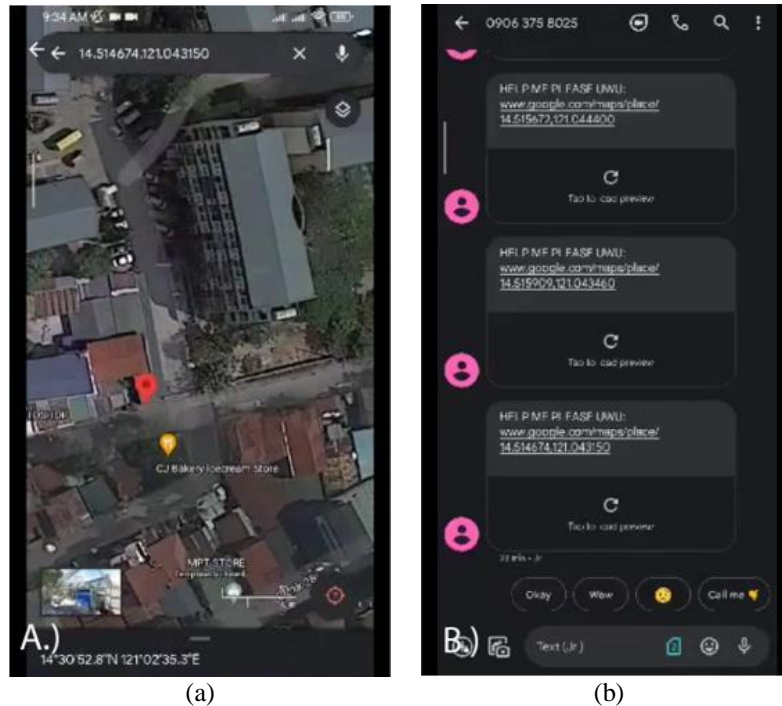 9:34 AM
14.514674,121.043150
CJ Bakery Icecream Store
MPT STORE
Temporarily closed
A.)
14°30'52.8"N 121°02'35.3"E
(a)
0906 375 8025
HELP ME PLEASE UWU:
www.google.com/maps/place/
14.515672,121.044400
Tap to load preview
HELP ME PLEASE UWU:
www.google.com/maps/place/
14.515909,121.043460
Tap to load preview
HELP ME PLEASE UWU:
www.google.com/maps/place/
14.514674,121.043150
Tap to load preview
Okay
Wow
Call me
B.)
Text (Jr.)
(b)